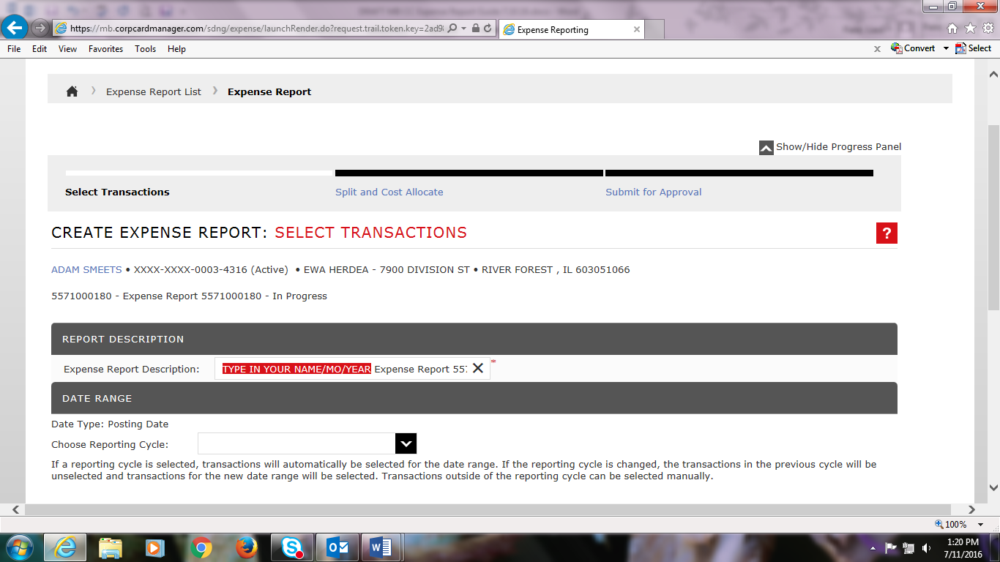 https://mb.corpcardmanager.com/sdng/expense/launchRender.do?request.trail.token.key=2ad9
Expense Reporting
File Edit View Favorites Tools Help
x Convert Select
Expense Report List Expense Report
Show/Hide Progress Panel
Select Transactions Split and Cost Allocate Submit for Approval
CREATE EXPENSE REPORT: SELECT TRANSACTIONS ?
ADAM SMEETS • XXXX-XXXX-0003-4316 (Active) • EWA HERDEA - 7900 DIVISION ST • RIVER FOREST , IL 603051066
5571000180 - Expense Report 5571000180 - In Progress
REPORT DESCRIPTION
Expense Report Description: TYPE IN YOUR NAME/MO/YEAR Expense Report 557 *
DATE RANGE
Date Type: Posting Date
Choose Reporting Cycle:
If a reporting cycle is selected, transactions will automatically be selected for the date range. If the reporting cycle is changed, the transactions in the previous cycle will be
unselected and transactions for the new date range will be selected. Transactions outside of the reporting cycle can be selected manually.
100%
1:20 PM
7/11/2016